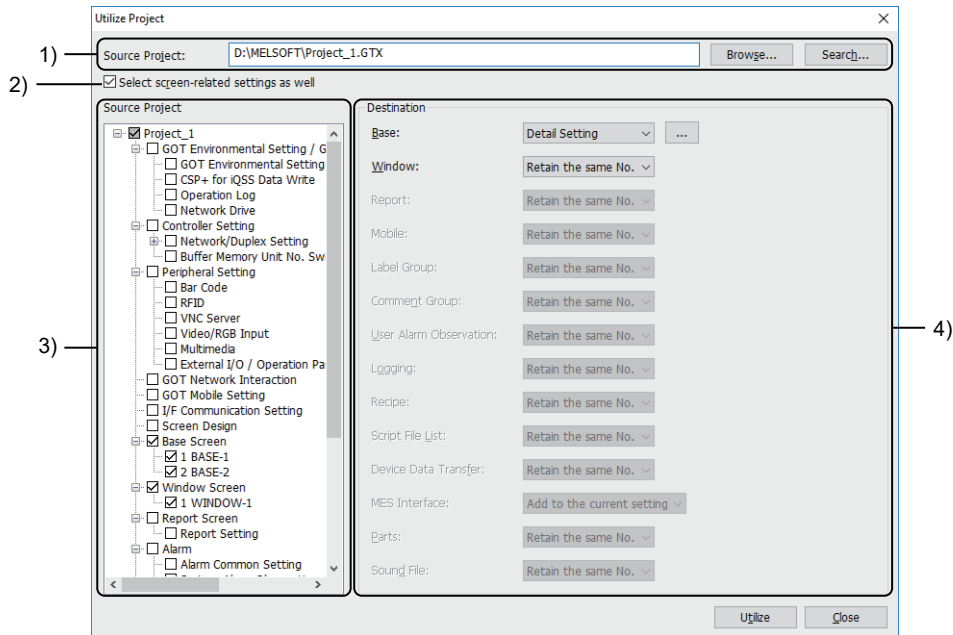 Utilize Project
1)
Source Project:
D:\MELSOFT\Project_1.GTX
Browse...
Search...
2)
Select screen-related settings as well
Source Project
Project_1
GOT Environmental Setting / G
GOT Environmental Setting
CSP+ for iQSS Data Write
Operation Log
Network Drive
Controller Setting
Network/Duplex Setting
Buffer Memory Unit No. Sw
Peripheral Setting
Bar Code
RFID
VNC Server
Video/RGB Input
Multimedia
External I/O / Operation Pa
GOT Network Interaction
GOT Mobile Setting
I/F Communication Setting
Screen Design
Base Screen
1 BASE-1
2 BASE-2
Window Screen
1 WINDOW-1
Report Screen
Report Setting
Alarm
Alarm Common Setting
3)
Destination
Base: Detail Setting ...
Window: Retain the same No.
Report: Retain the same No.
Mobile: Retain the same No.
Label Group: Retain the same No.
Comment Group: Retain the same No.
User Alarm Observation: Retain the same No.
Logging: Retain the same No.
Recipe: Retain the same No.
Script File List: Retain the same No.
Device Data Transfer: Retain the same No.
MES Interface: Add to the current setting
Parts: Retain the same No.
Sound File: Retain the same No.
4)
Utilize
Close